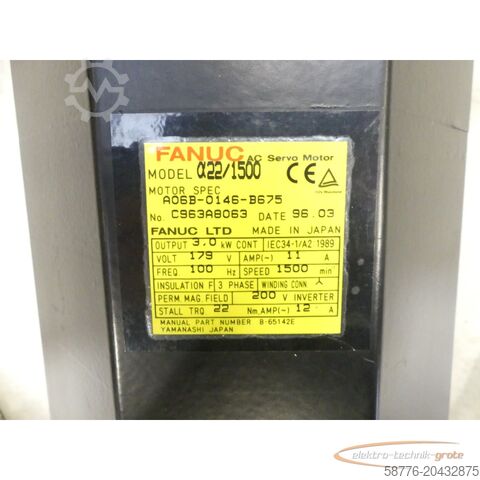 FANUC AC Servo Motor
MODEL α22/1500 CE
MOTOR SPEC
A06B-0146-B675
No. C963A8063 DATE 96.03
FANUC LTD MADE IN JAPAN
OUTPUT 3.0 kW CONT IEC34-1/A2 1989
VOLT 179 V AMP(~) 11 A
FREQ. 100 Hz SPEED 1500 min
INSULATION F 3 PHASE WINDING CONN
PERM. MAG. FIELD 200 V INVERTER
STALL TRQ 22 Nm, AMP(~) 12 A
MANUAL PART NUMBER B-65142E
YAMANASHI JAPAN
elektro-technik-grote
58776-20432875